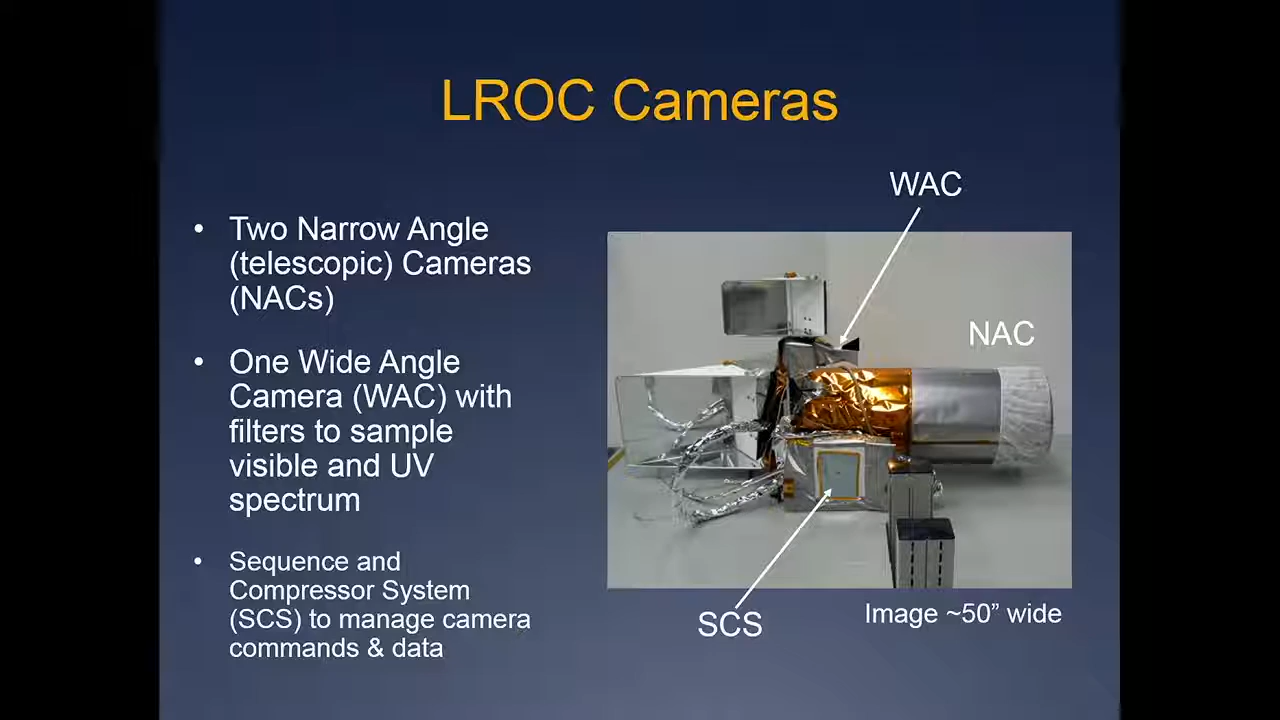 LROC Cameras
• Two Narrow Angle
(telescopic) Cameras
(NACs)
• One Wide Angle
Camera (WAC) with
filters to sample
visible and UV
spectrum
• Sequence and
Compressor System
(SCS) to manage camera
commands & data
WAC
NAC
SCS
Image ~50” wide